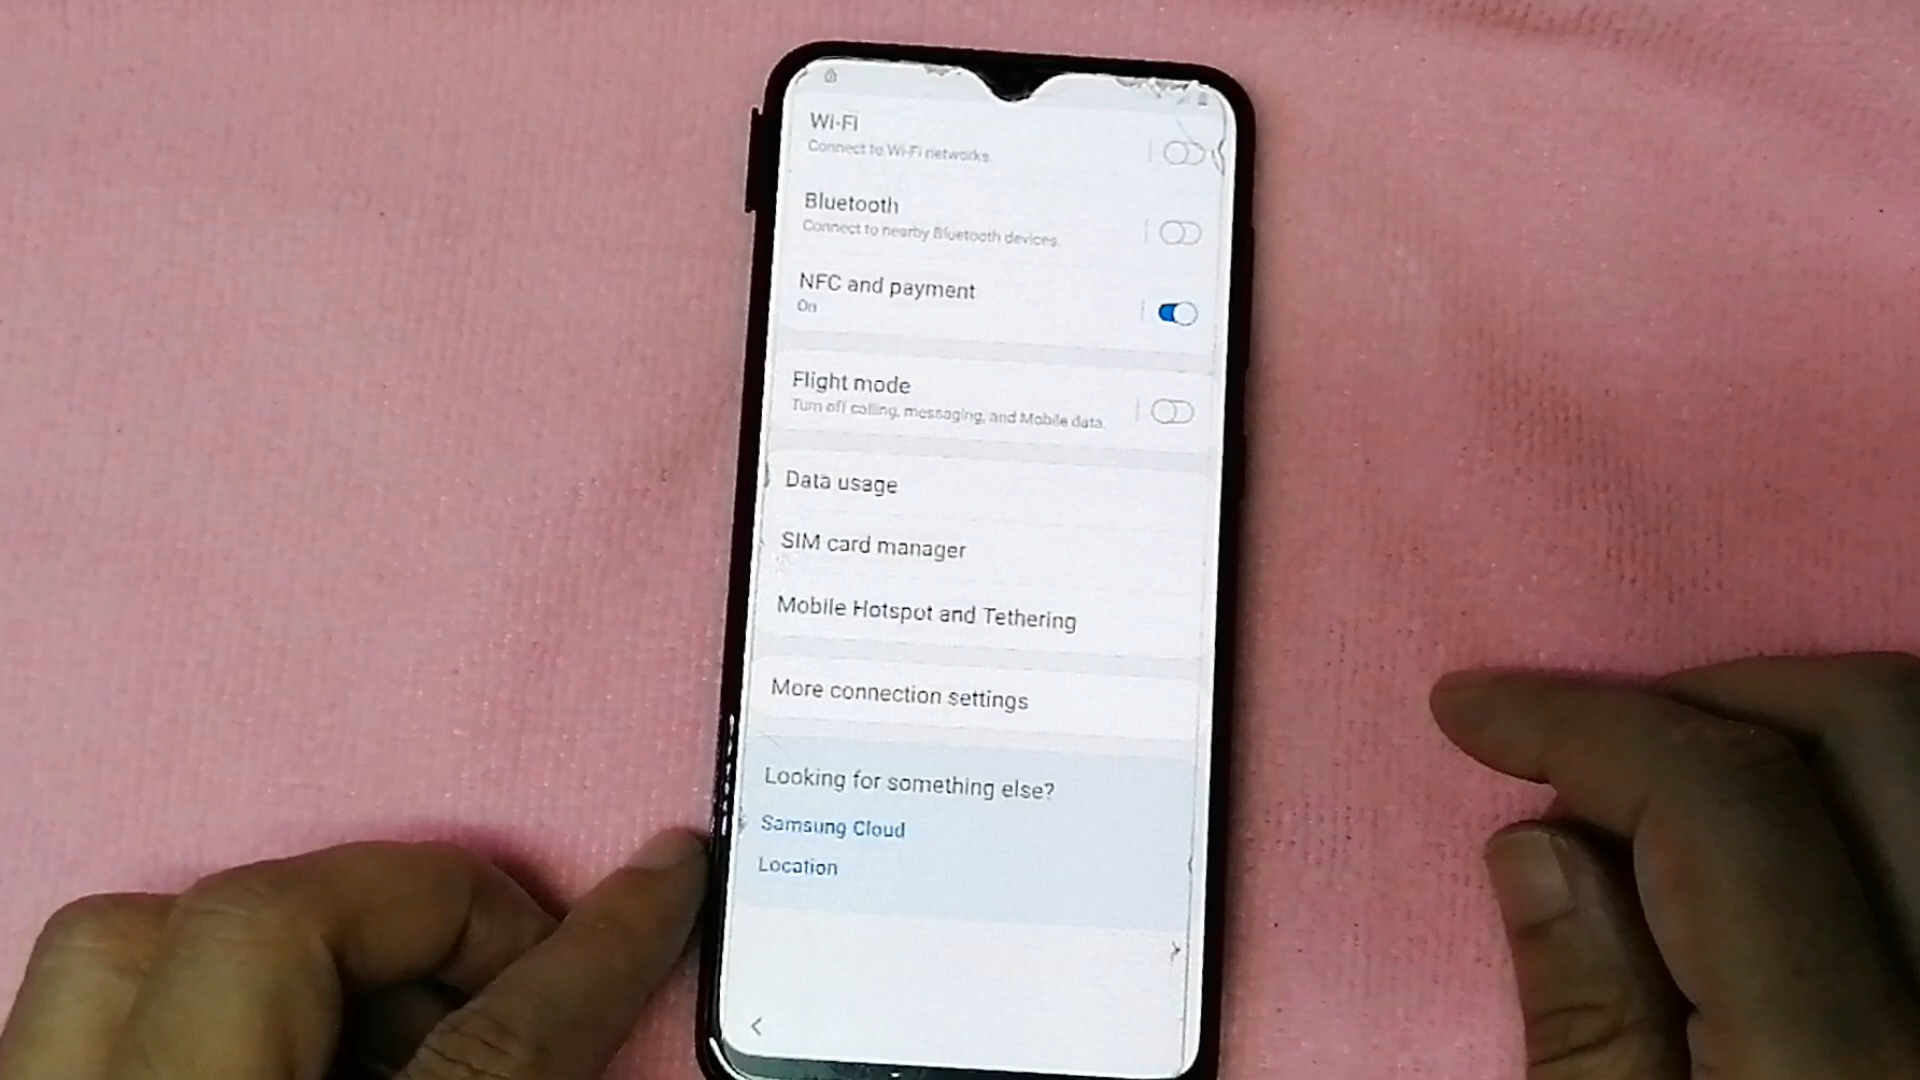 Wi-Fi
Connect to Wi-Fi networks.
Bluetooth
Connect to nearby Bluetooth devices.
NFC and payment
On
Flight mode
Turn off calling, messaging, and Mobile data.
Data usage
SIM card manager
Mobile Hotspot and Tethering
More connection settings
Looking for something else?
Samsung Cloud
Location